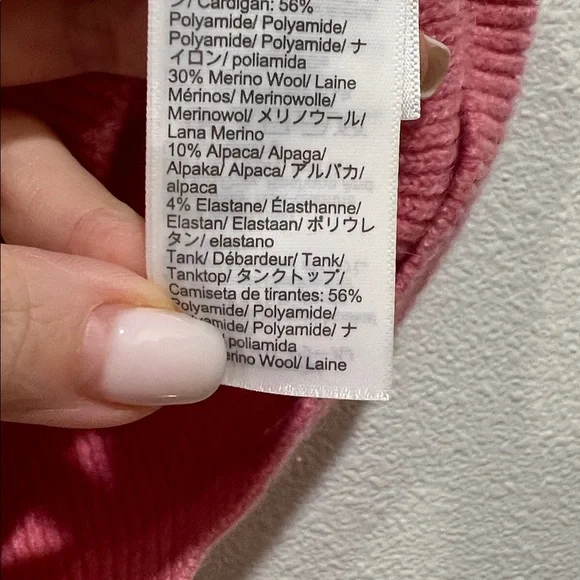 ン/ Cardigan: 56%
Polyamide/ Polyamide/
Polyamide/ Polyamide/ ナ
イロン/ poliamida
30% Merino Wool/ Laine
Mérinos/ Merinowolle/
Merinowol/ メリノウール/
Lana Merino
10% Alpaca/ Alpaga/
Alpaka/ Alpaca/ アルパカ/
alpaca
4% Elastane/ Élasthanne/
Elastan/ Elastaan/ ポリウレ
タン/ elastano
Tank/ Débardeur/ Tank/
Tanktop/ タンクトップ/
Camiseta de tirantes: 56%
Polyamide/ Polyamide/
Polyamide/ ナ
poliamida
Wool/ Laine